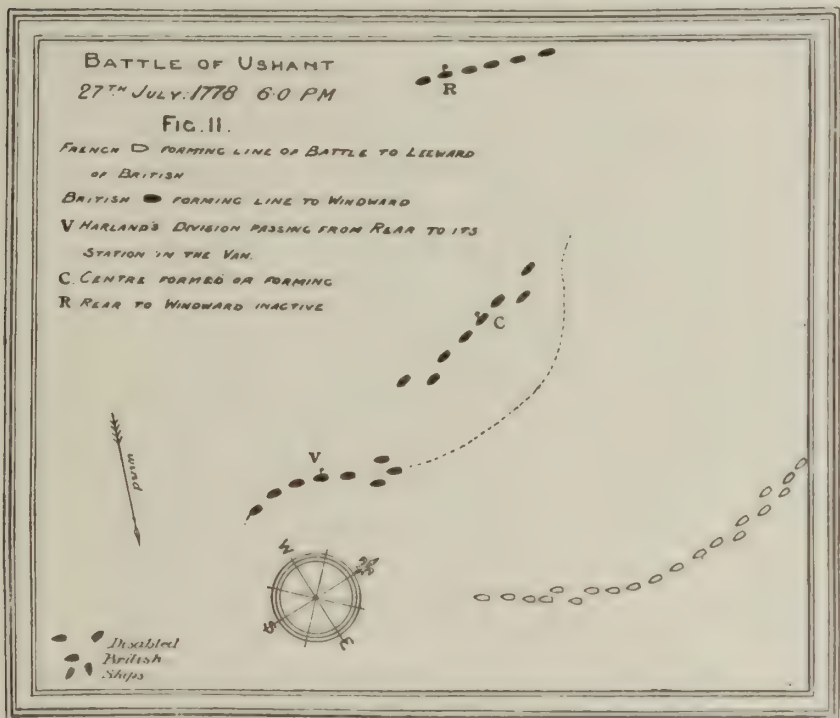 BATTLE OF USHANT
27TH JULY. 1778 6.0 PM
FIG. 11.
FRENCH FORMING LINE OF BATTLE TO LEEWARD
OF BRITISH
BRITISH FORMING LINE TO WINDWARD
V HARLAND'S DIVISION PASSING FROM REAR TO ITS
STATION IN THE VAN.
C. CENTRE FORMED OR FORMING
R REAR TO WINDWARD INACTIVE
R
C
V
wind
W
S
E
Disabled
British
Ships